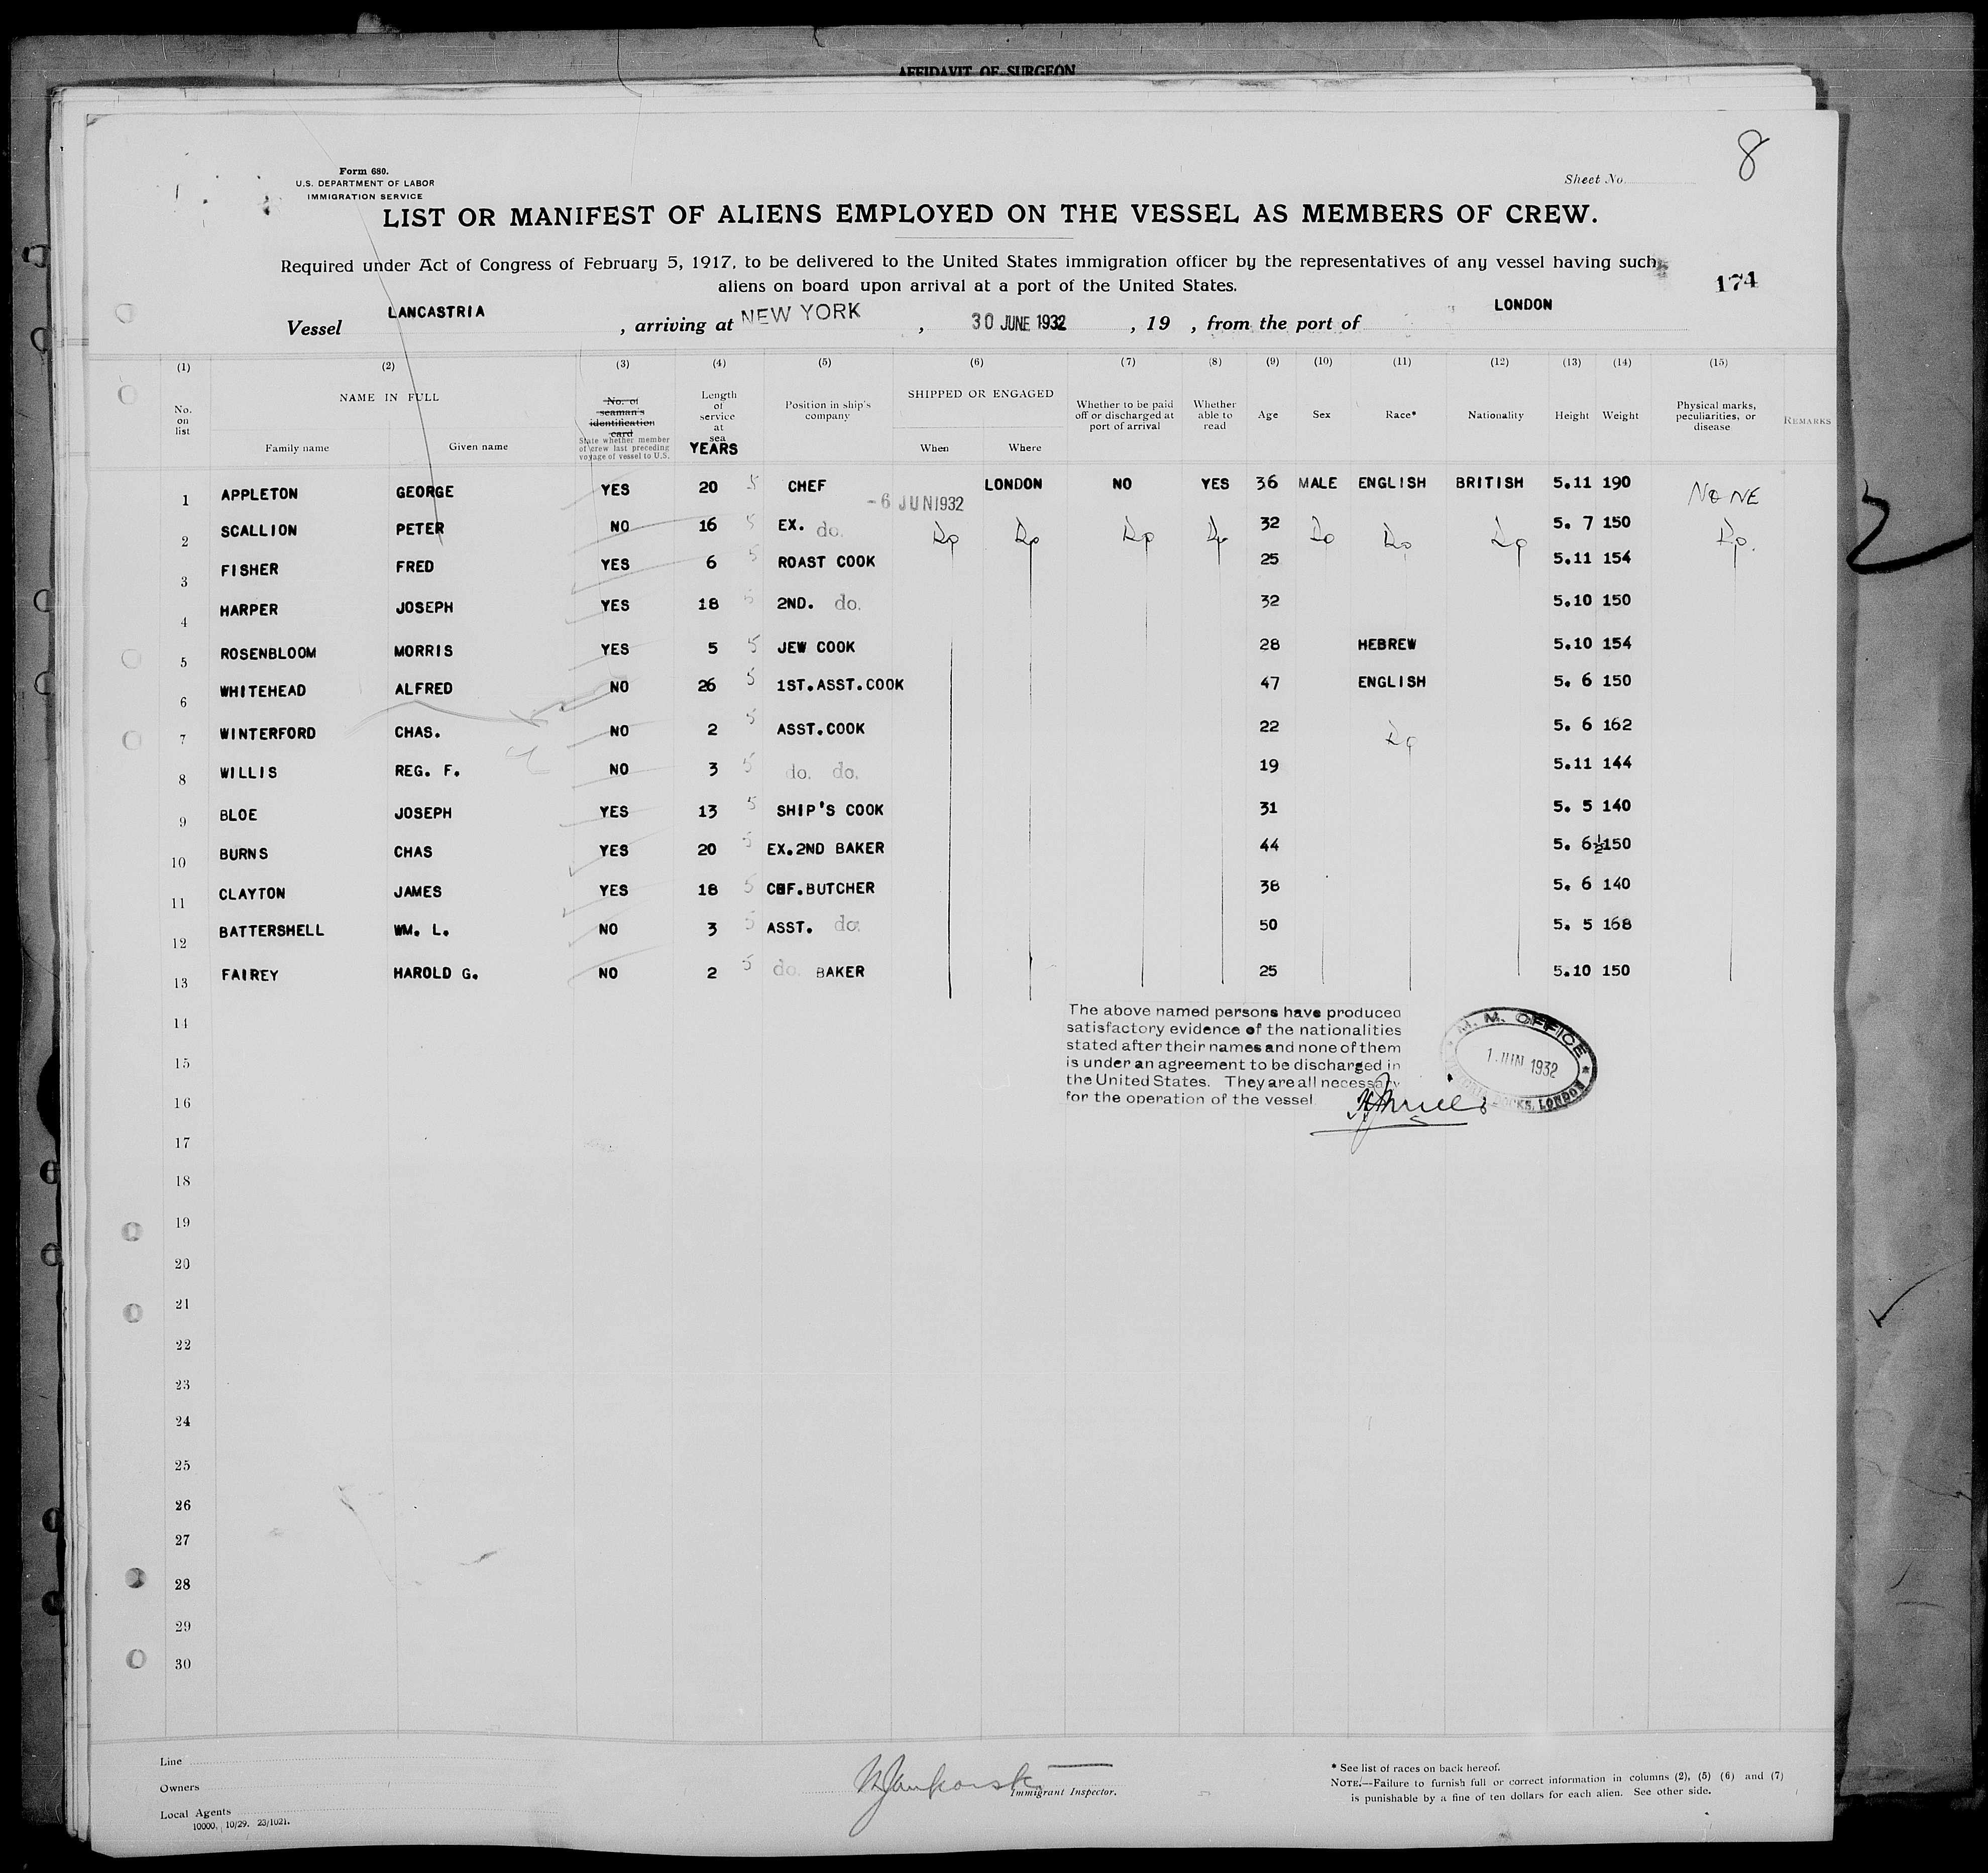 AFFIDAVIT OF SURGEON
8
Form 680.
U.S. DEPARTMENT OF LABOR
IMMIGRATION SERVICE
Sheet No.
LIST OR MANIFEST OF ALIENS EMPLOYED ON THE VESSEL AS MEMBERS OF CREW.
Required under Act of Congress of February 5, 1917, to be delivered to the United States immigration officer by the representatives of any vessel having such
aliens on board upon arrival at a port of the United States.
174
Vessel LANCASTRIA , arriving at NEW YORK , 30 JUNE 1932 , 19 , from the port of LONDON
(1) (2) (3) (4) (5) (6) (7) (8) (9) (10) (11) (12) (13) (14) (15)
No. on list NAME IN FULL Family name Given name No. of seaman's identification card State whether member of crew last preceding voyage of vessel to U.S. Length of service at sea YEARS Position in ship's company SHIPPED OR ENGAGED When Where Whether to be paid off or discharged at port of arrival Whether able to read Age Sex Race* Nationality Height Weight Physical marks, peculiarities, or disease REMARKS
1 APPLETON GEORGE YES 20 5 CHEF -6 JUN 1932 LONDON NO YES 36 MALE ENGLISH BRITISH 5.11 190 NONE
2 SCALLION PETER NO 16 5 EX. do. Do Do Do Do 32 Do Do Do 5. 7 150 Do.
3 FISHER FRED YES 6 5 ROAST COOK 25 5.11 154
4 HARPER JOSEPH YES 18 5 2ND. do. 32 5.10 150
5 ROSENBLOOM MORRIS YES 5 5 JEW COOK 28 HEBREW 5.10 154
6 WHITEHEAD ALFRED NO 26 5 1ST.ASST.COOK 47 ENGLISH 5. 6 150
7 WINTERFORD CHAS. NO 2 5 ASST.COOK 22 Do 5. 6 162
8 WILLIS REG. F. NO 3 5 do. do. 19 5.11 144
9 BLOE JOSEPH YES 13 5 SHIP'S COOK 31 5. 5 140
10 BURNS CHAS YES 20 5 EX.2ND BAKER 44 5. 6½ 150
11 CLAYTON JAMES YES 18 5 CHF.BUTCHER 38 5. 6 140
12 BATTERSHELL WM. L. NO 3 5 ASST. do. 50 5. 5 168
13 FAIREY HAROLD G. NO 2 5 do. BAKER 25 5.10 150
14
15
16
17
18
19
20
21
22
23
24
25
26
27
28
29
30
The above named persons have produced
satisfactory evidence of the nationalities
stated after their names and none of them
is under an agreement to be discharged in
the United States. They are all necessary
for the operation of the vessel
M. M. OFFICE
1 JUN 1932
DOCKS, LONDON
2
Line
Owners
Local Agents
10000, 10/29. 23/1021.
Immigrant Inspector.
* See list of races on back hereof.
NOTE.—Failure to furnish full or correct information in columns (2), (5) (6) and (7)
is punishable by a fine of ten dollars for each alien. See other side.